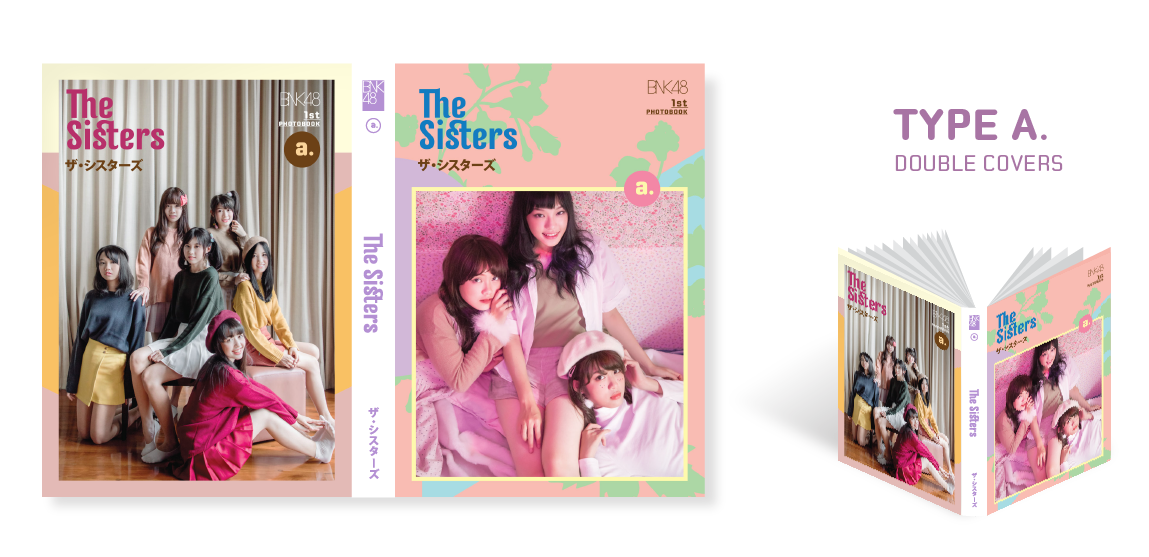 The
Sisters
ザ・シスターズ
BNK48
1st
PHOTOBOOK
a.
BNK
48
a.
The Sisters
ザ・シスターズ
The
Sisters
ザ・シスターズ
BNK48
1st
PHOTOBOOK
a.
TYPE A.
DOUBLE COVERS
The
Sisters
ザ・シスターズ
a.
The Sisters
ザ・シスターズ
The
Sisters
ザ・シスターズ
BNK48
1st
a.